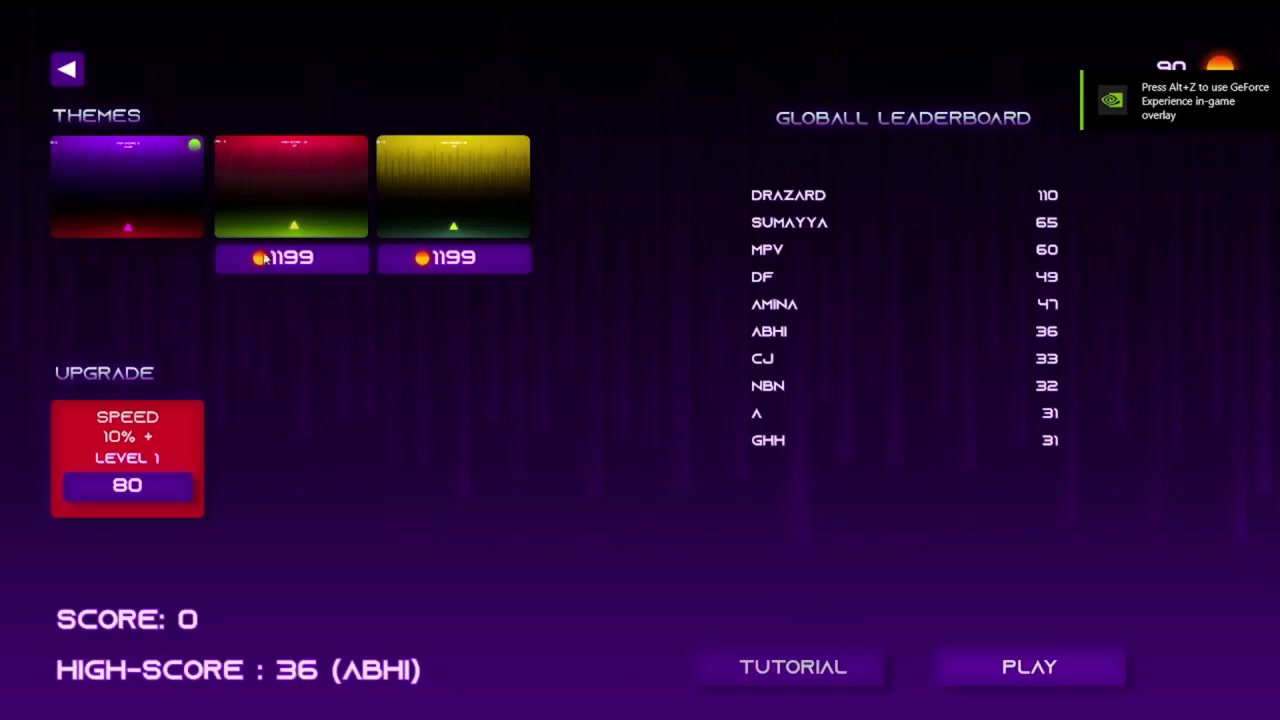 90
Press Alt+Z to use GeForce
Experience in-game
overlay
THEMES
GLOBALL LEADERBOARD
1199
1199
DRAZARD 110
SUMAYYA 65
MPV 60
DF 49
AMINA 47
ABHI 36
CJ 33
NBN 32
A 31
GHH 31
UPGRADE
SPEED
10% +
LEVEL 1
80
SCORE: 0
HIGH-SCORE : 36 (ABHI)
TUTORIAL
PLAY